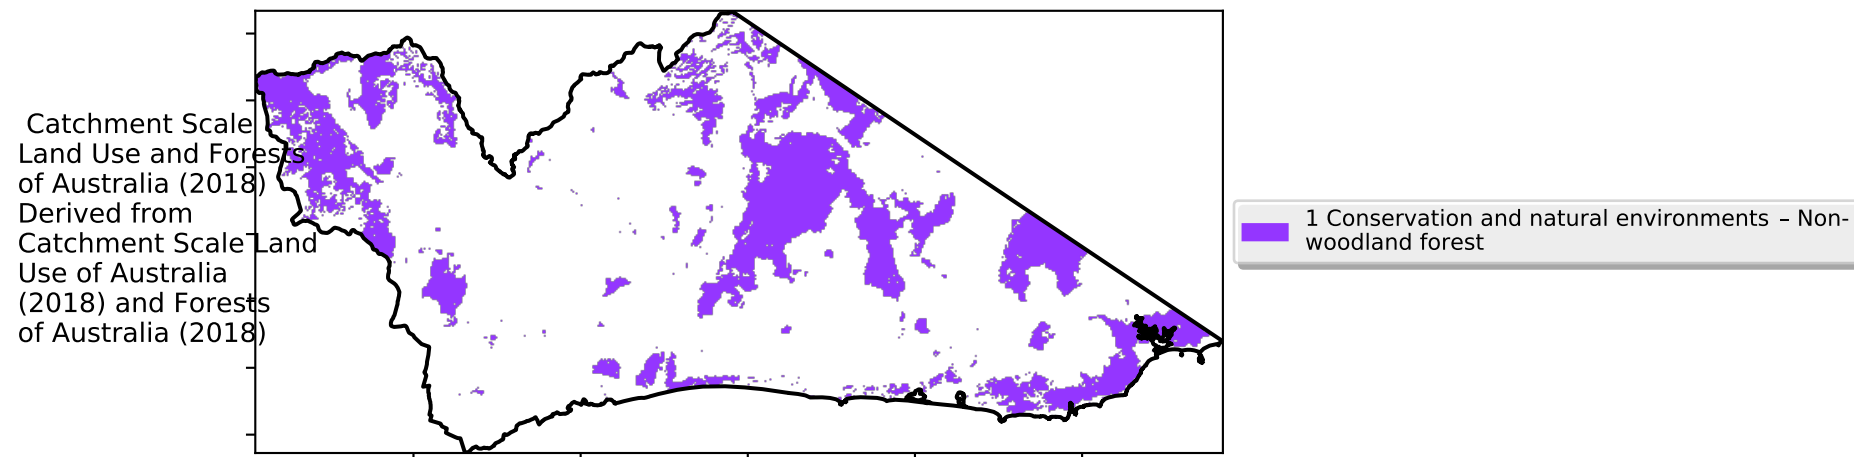 Catchment Scale
Land Use and Forests
of Australia (2018)
Derived from
Catchment Scale Land
Use of Australia
(2018) and Forests
of Australia (2018)
1 Conservation and natural environments – Non-
woodland forest